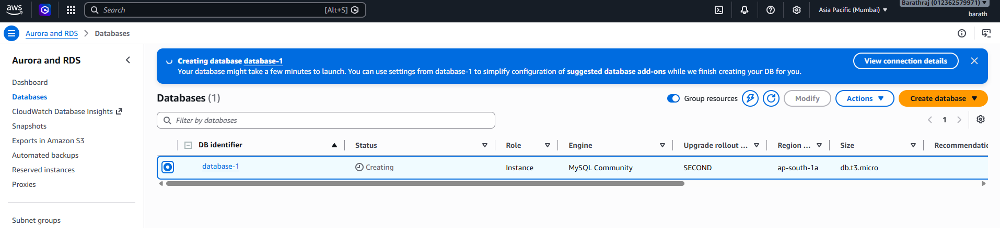 aws
Search
[Alt+S]
Asia Pacific (Mumbai)
Barathraj (012362579971)
barath
Aurora and RDS
Databases
Aurora and RDS
Dashboard
Databases
CloudWatch Database Insights
Snapshots
Exports in Amazon S3
Automated backups
Reserved instances
Proxies
Subnet groups
Creating database database-1
Your database might take a few minutes to launch. You can use settings from database-1 to simplify configuration of suggested database add-ons while we finish creating your DB for you.
View connection details
Databases (1)
Group resources
Modify
Actions
Create database
Filter by databases
1
DB identifier Status Role Engine Upgrade rollout ... Region ... Size Recommendatic
database-1 Creating Instance MySQL Community SECOND ap-south-1a db.t3.micro